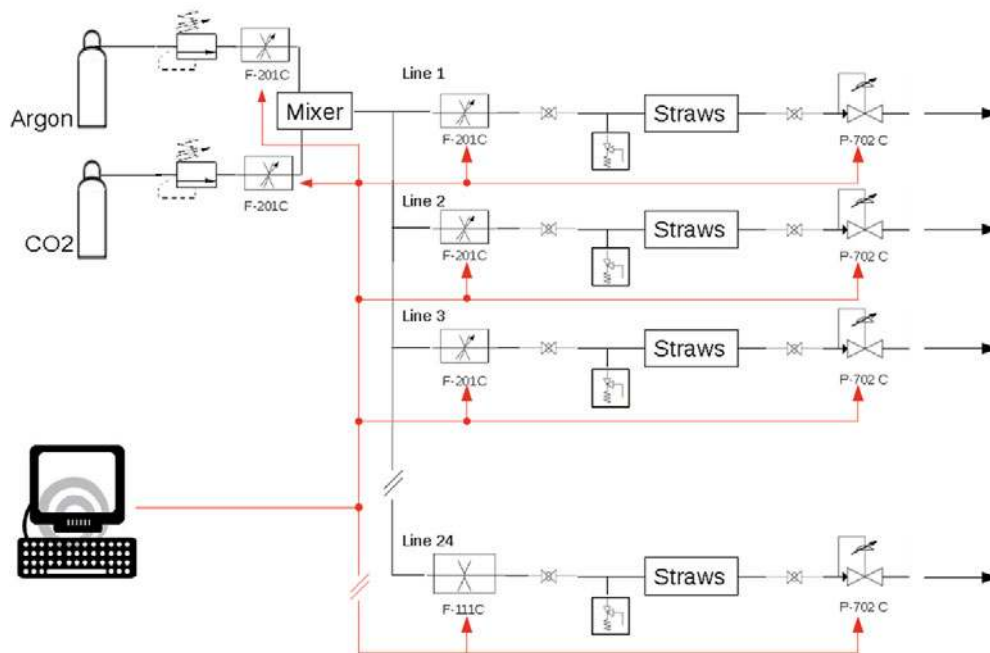 Argon
F-201C
Mixer
CO2
F-201C
Line 1
F-201C
Straws
P-702 C
Line 2
F-201C
Straws
P-702 C
Line 3
F-201C
Straws
P-702 C
Line 24
F-111C
Straws
P-702 C